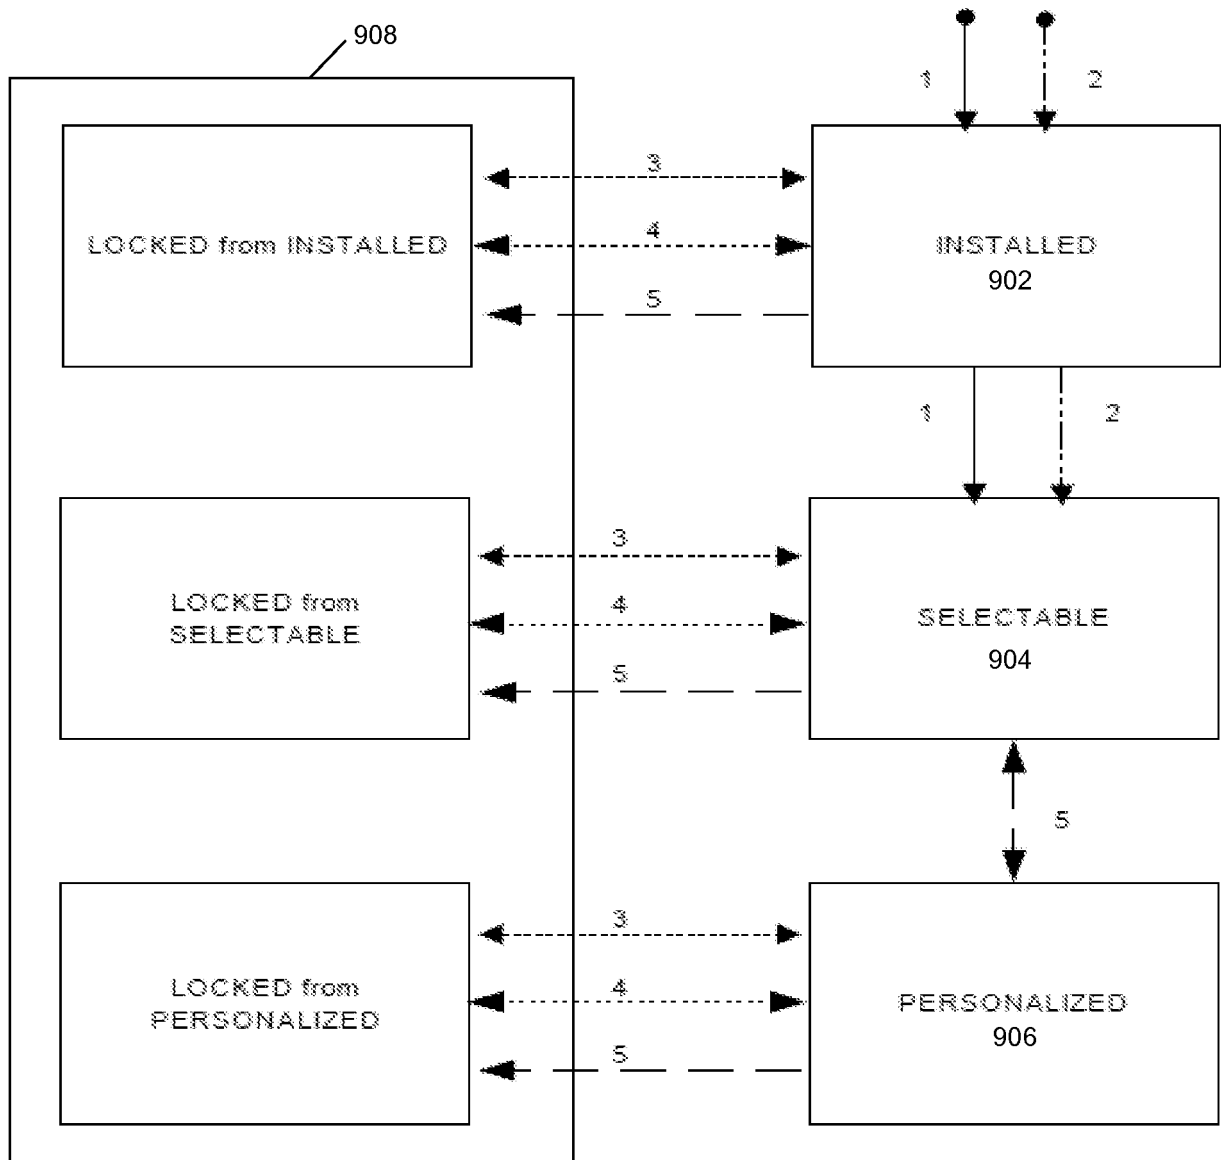 908
1
2
3
LOCKED from INSTALLED
4
INSTALLED
902
5
1
2
3
LOCKED from
SELECTABLE
4
SELECTABLE
904
5
5
3
LOCKED from
PERSONALIZED
4
PERSONALIZED
906
5